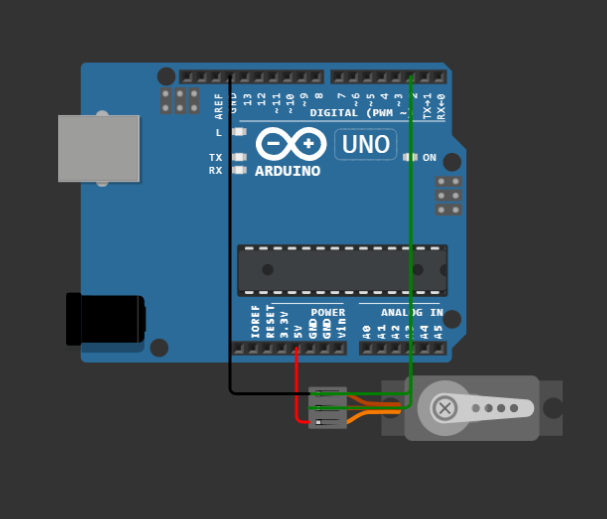 AREF
GND
13
12
~11
~10
~9
8
7
~6
~5
4
~3
2
TX→1
RX←0
DIGITAL (PWM ~)
L
TX
RX
UNO
ON
ARDUINO
POWER
ANALOG IN
IOREF
RESET
3.3V
5V
GND
GND
Vin
A0
A1
A2
A3
A4
A5